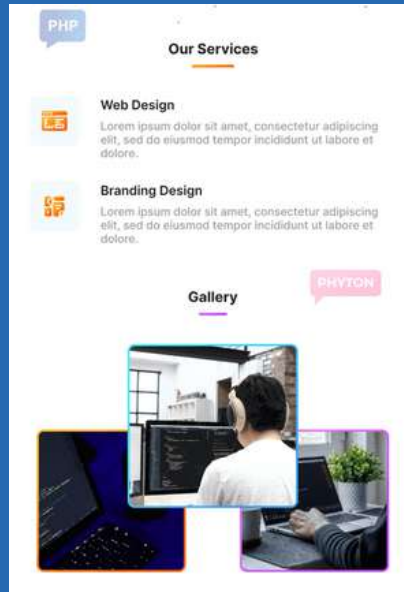 PHP
Our Services
Web Design
Lorem ipsum dolor sit amet, consectetur adipiscing
elit, sed do eiusmod tempor incididunt ut labore et
dolore.
Branding Design
Lorem ipsum dolor sit amet, consectetur adipiscing
elit, sed do eiusmod tempor incididunt ut labore et
dolore.
PHYTON
Gallery